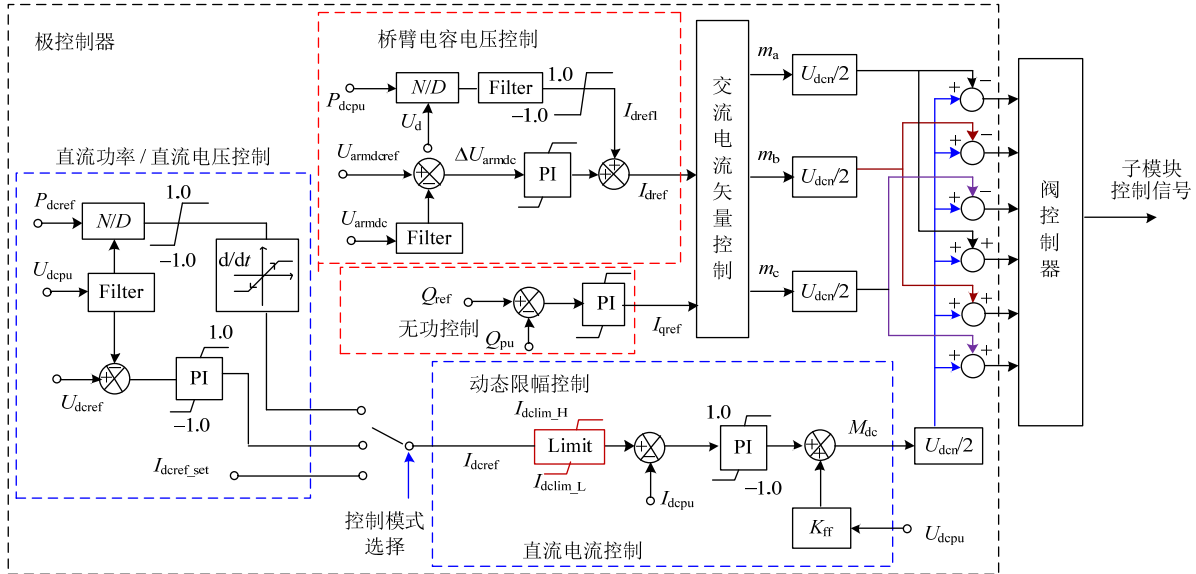 极控制器
桥臂电容电压控制
P_dcpu
N/D
Filter
1.0
−1.0
I_dref1
U_d
U_armdcref
ΔU_armdc
PI
I_dref
U_armdc
Filter
直流功率 / 直流电压控制
P_dcref
N/D
1.0
−1.0
d/dt
U_dcpu
Filter
1.0
PI
−1.0
U_dcref
I_dcref_set
Q_ref
无功控制
Q_pu
PI
I_qref
交流电流矢量控制
m_a
U_dcn/2
m_b
U_dcn/2
m_c
U_dcn/2
+
−
+
−
+
−
+
+
+
+
+
+
阀控制器
子模块
控制信号
控制模式
选择
I_dcref
动态限幅控制
I_dclim_H
Limit
I_dclim_L
I_dcpu
1.0
PI
−1.0
M_dc
U_dcn/2
K_ff
U_dcpu
直流电流控制